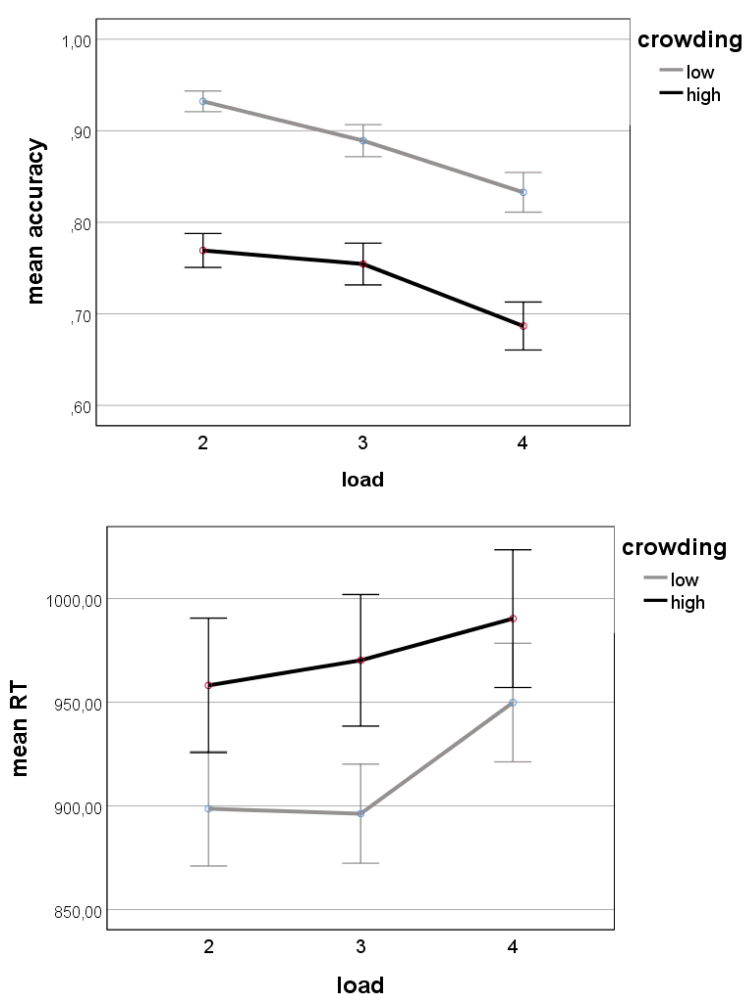 crowding
low
high
1,00
,90
,80
,70
,60
mean accuracy
2 3 4
load
crowding
low
high
1000,00
950,00
900,00
850,00
mean RT
2 3 4
load